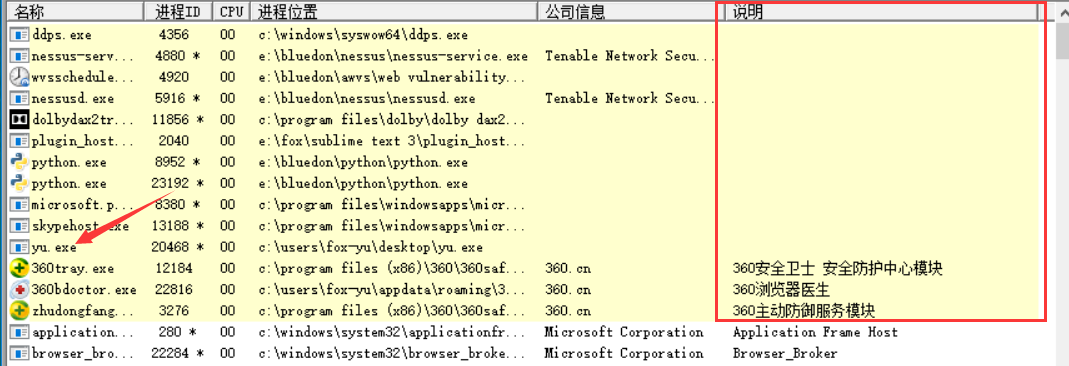 名称 进程ID CPU 进程位置 公司信息 说明
ddps.exe 4356 00 c:\windows\syswow64\ddps.exe
nessus-serv... 4880 * 00 e:\bluedon\nessus\nessus-service.exe Tenable Network Secu...
wvsschedule... 4920 00 e:\bluedon\awvs\web vulnerability...
nessusd.exe 5916 * 00 e:\bluedon\nessus\nessusd.exe Tenable Network Secu...
dolbydax2tr... 11856 * 00 c:\program files\dolby\dolby dax2...
plugin_host... 2040 00 e:\fox\sublime text 3\plugin_host...
python.exe 8952 * 00 e:\bluedon\python\python.exe
python.exe 23192 * 00 e:\bluedon\python\python.exe
microsoft.p... 8380 * 00 c:\program files\windowsapps\micr...
skypehost.exe 13188 * 00 c:\program files\windowsapps\micr...
yu.exe 20468 * 00 c:\users\fox-yu\desktop\yu.exe
360tray.exe 12184 00 c:\program files (x86)\360\360saf... 360.cn 360安全卫士 安全防护中心模块
360bdoctor.exe 22816 00 c:\users\fox-yu\appdata\roaming\3... 360.cn 360浏览器医生
zhudongfang... 3276 00 c:\program files (x86)\360\360saf... 360.cn 360主动防御服务模块
application... 280 * 00 c:\windows\system32\applicationfr... Microsoft Corporation Application Frame Host
browser_bro... 22284 * 00 c:\windows\system32\browser_broke... Microsoft Corporation Browser_Broker